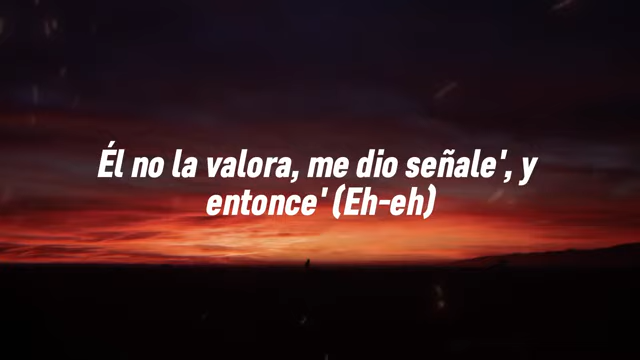 Él no la valora, me dio señale', y
entonce' (Eh-eh)